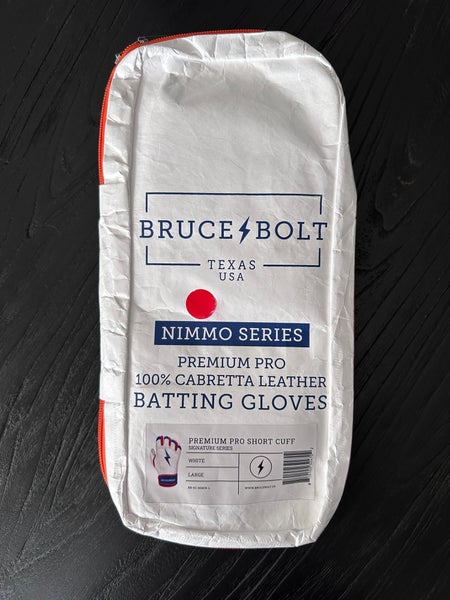 BRUCE BOLT
TEXAS
USA
NIMMO SERIES
PREMIUM PRO
100% CABRETTA LEATHER
BATTING GLOVES
PREMIUM PRO SHORT CUFF
SIGNATURE SERIES
WHITE
LARGE